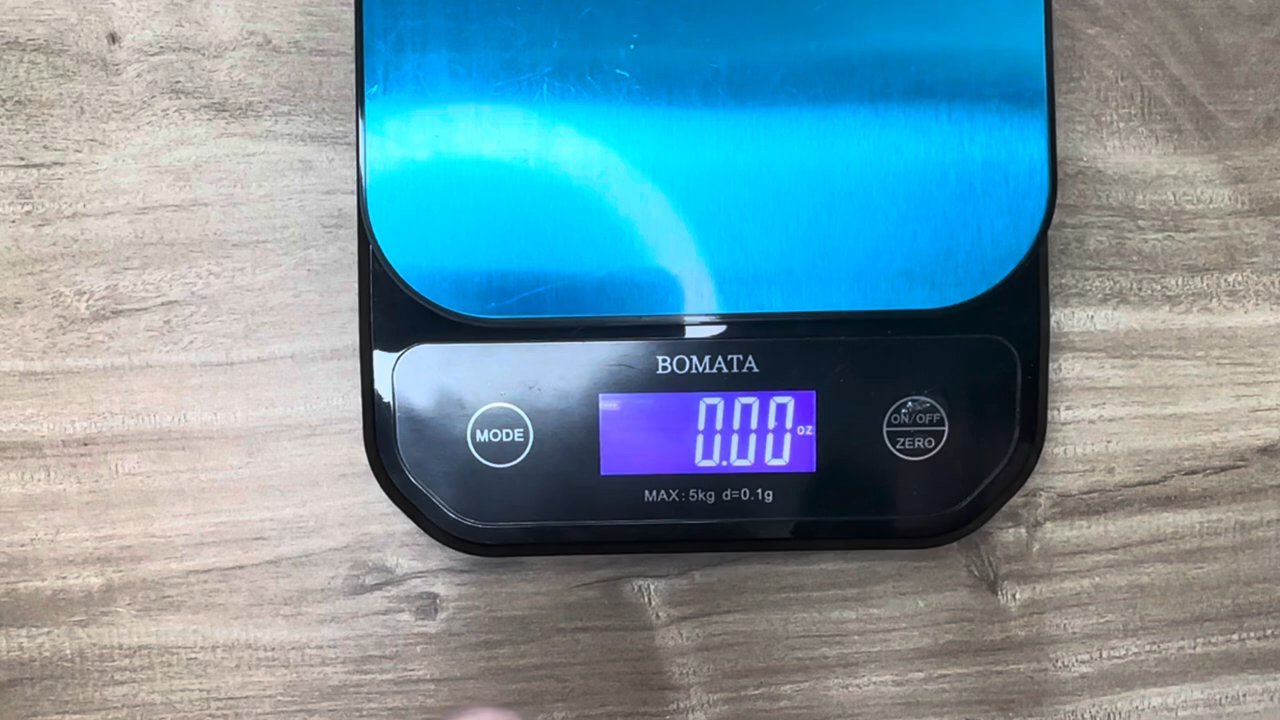 BOMATA
MODE
0.00 oz
ON/OFF
ZERO
MAX:5kg d=0.1g